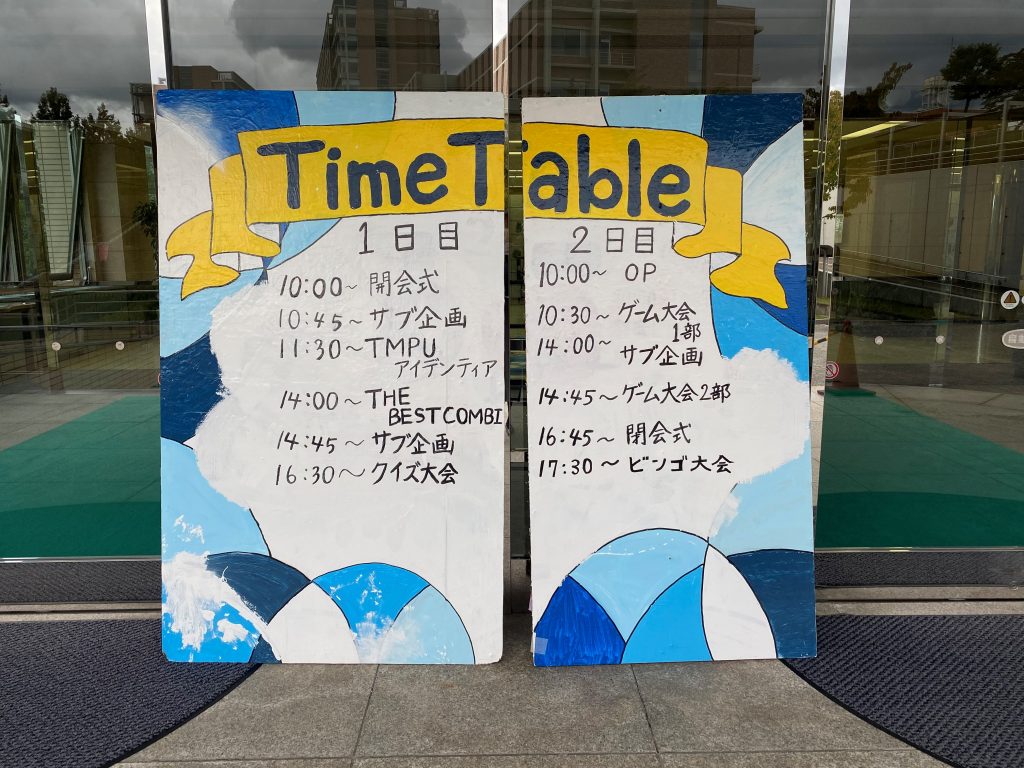 TimeTable
1日目
10:00~ 開会式
10:45~ サブ企画
11:30~ TMPU
アイデンティア
14:00~ THE
BEST COMBI
14:45~ サブ企画
16:30~ クイズ大会
2日目
10:00~ OP
10:30~ ゲーム大会
1部
14:00~ サブ企画
14:45~ ゲーム大会2部
16:45~ 閉会式
17:30~ ビンゴ大会